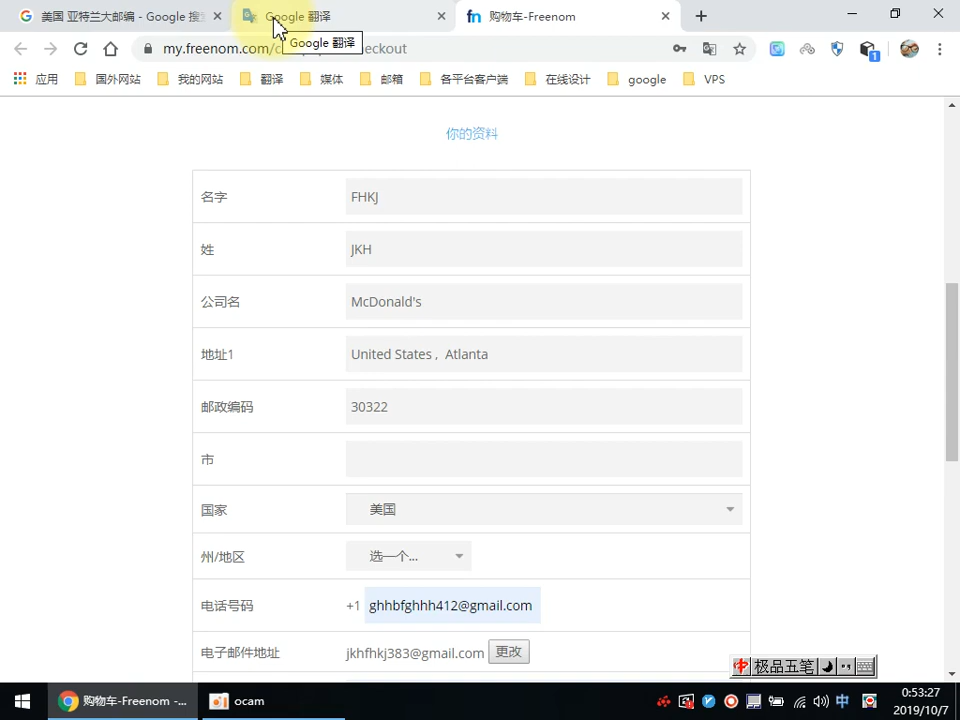 美国 亚特兰大邮编 - Google 搜
Google 翻译
购物车-Freenom
Google 翻译
my.freenom.com/c
eckout
应用
国外网站
我的网站
翻译
媒体
邮箱
各平台客户端
在线设计
google
VPS
你的资料
名字 FHKJ
姓 JKH
公司名 McDonald's
地址1 United States , Atlanta
邮政编码 30322
市
国家 美国
州/地区 选一个...
电话号码 +1 ghhbfghhh412@gmail.com
电子邮件地址 jkhfhkj383@gmail.com 更改
中 极品五笔
购物车-Freenom -...
ocam
中
0:53:27
2019/10/7